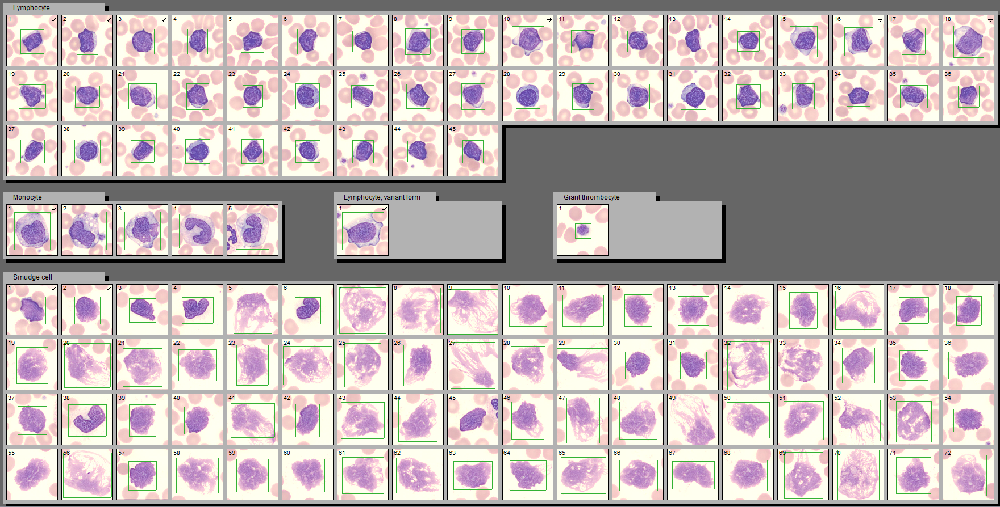 Lymphocyte
1 2 3 4 5 6 7 8 9 10 11 12 13 14 15 16 17 18
19 20 21 22 23 24 25 26 27 28 29 30 31 32 33 34 35 36
37 38 39 40 41 42 43 44 45
Monocyte
1 2 3 4 5
Lymphocyte, variant form
1
Giant thrombocyte
1
Smudge cell
1 2 3 4 5 6 7 8 9 10 11 12 13 14 15 16 17 18
19 20 21 22 23 24 25 26 27 28 29 30 31 32 33 34 35 36
37 38 39 40 41 42 43 44 45 46 47 48 49 50 51 52 53 54
55 56 57 58 59 60 61 62 63 64 65 66 67 68 69 70 71 72